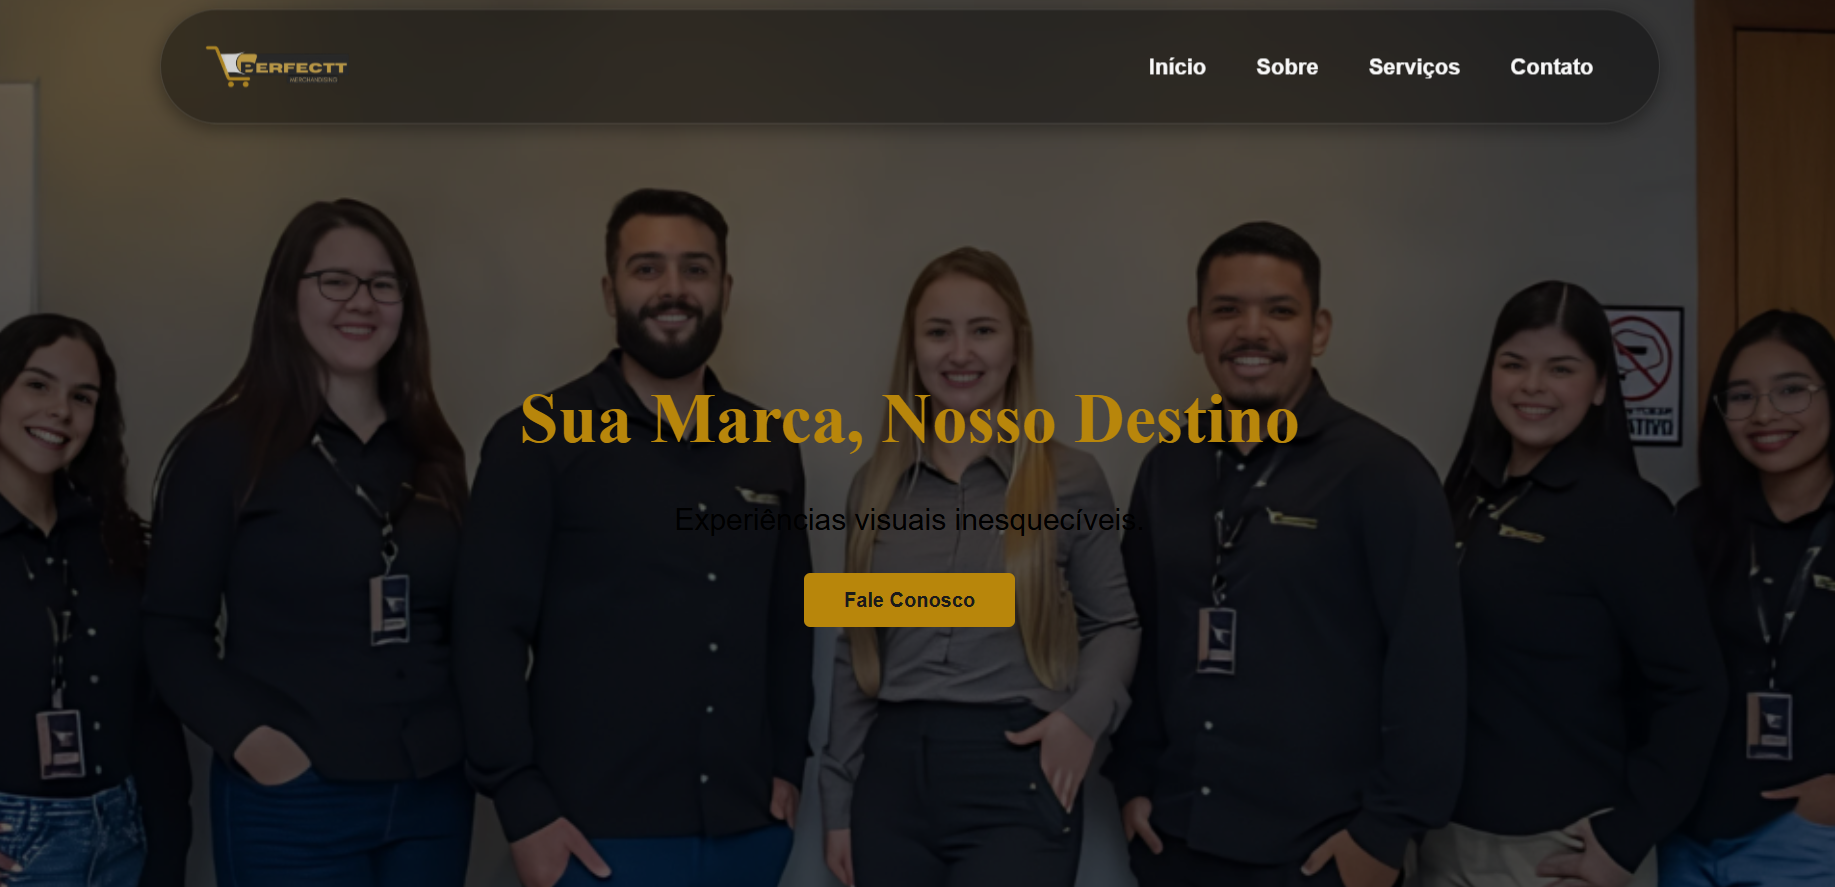 PERFECTT
MERCHANDISING
Início Sobre Serviços Contato
Sua Marca, Nosso Destino
Experiências visuais inesquecíveis.
Fale Conosco